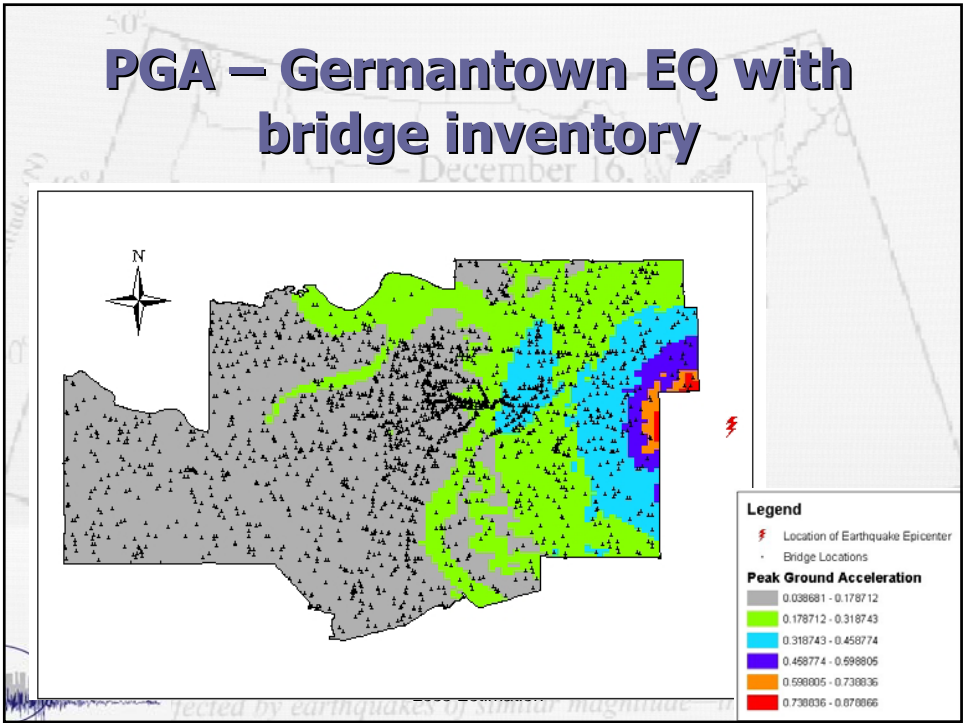 50°
PGA – Germantown EQ with
bridge inventory
December 16,
N
Legend
Location of Earthquake Epicenter
Bridge Locations
Peak Ground Acceleration
0.038681 - 0.178712
0.178712 - 0.318743
0.318743 - 0.458774
0.458774 - 0.598805
0.598805 - 0.738836
0.738836 - 0.878866
fected by earthquakes of similar magnitude